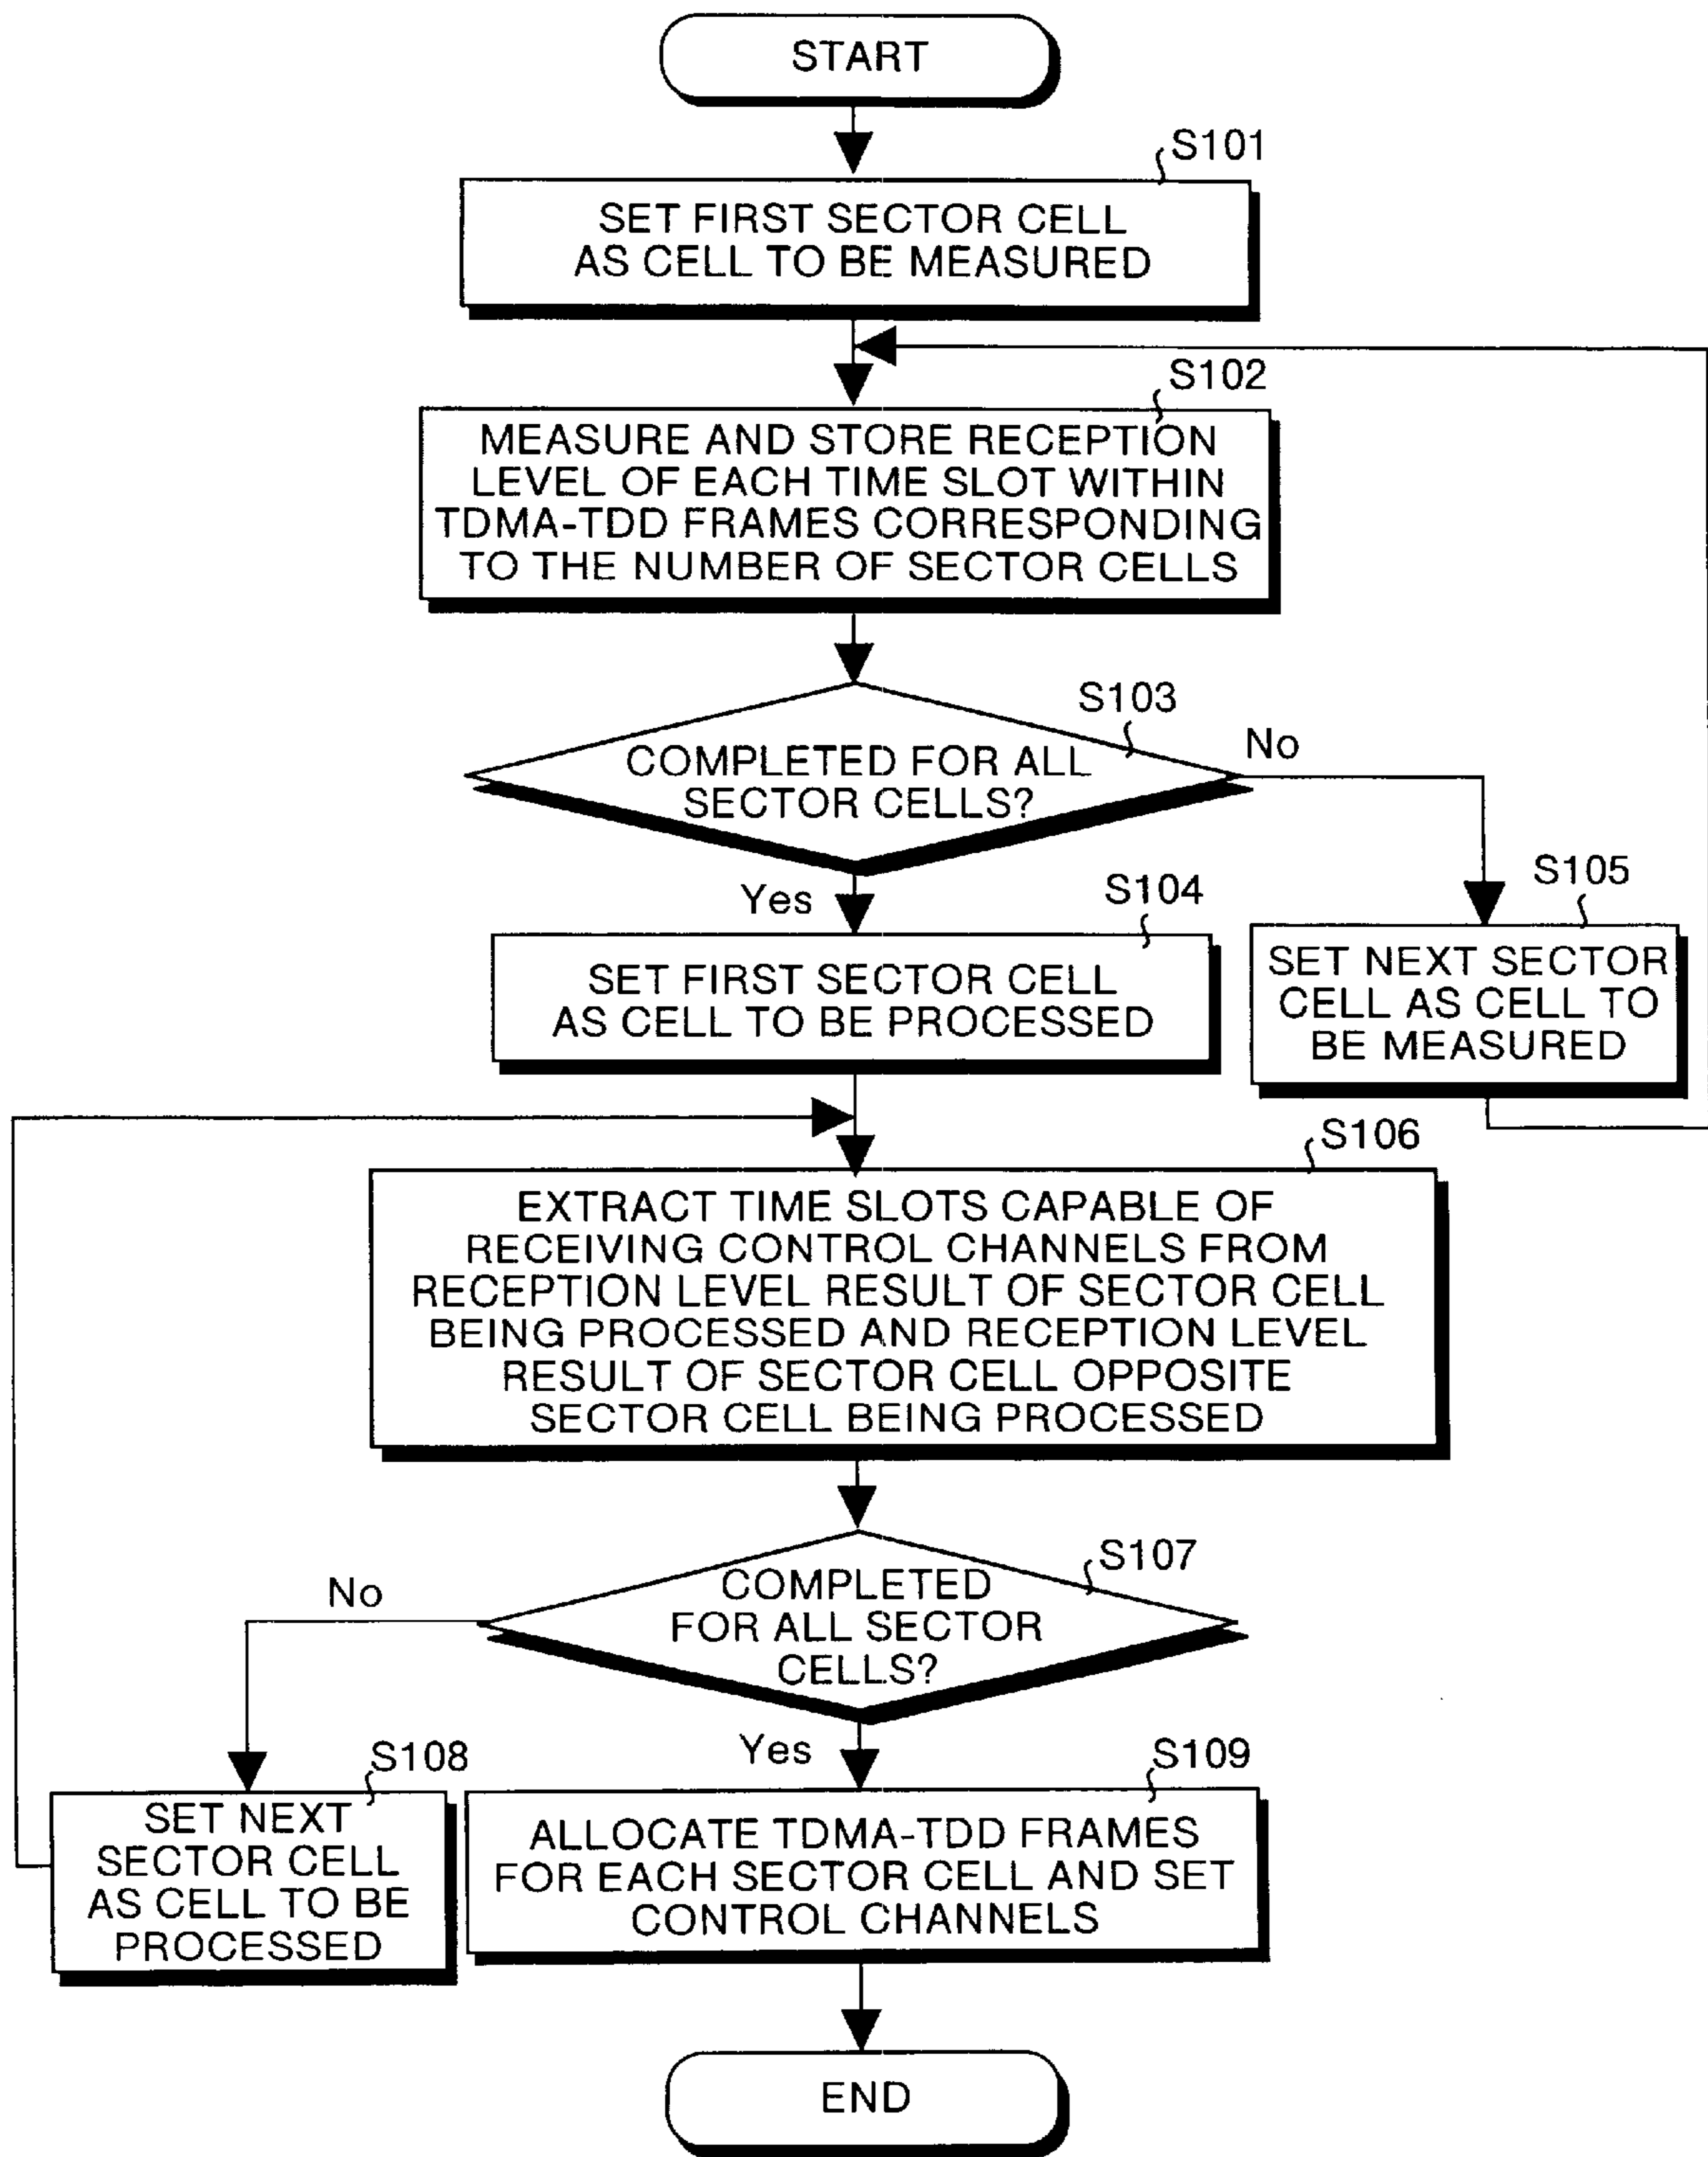 START
S101
SET FIRST SECTOR CELL
AS CELL TO BE MEASURED
S102
MEASURE AND STORE RECEPTION
LEVEL OF EACH TIME SLOT WITHIN
TDMA-TDD FRAMES CORRESPONDING
TO THE NUMBER OF SECTOR CELLS
S103
COMPLETED FOR ALL
SECTOR CELLS?
No
Yes
S104
SET FIRST SECTOR CELL
AS CELL TO BE PROCESSED
S105
SET NEXT SECTOR
CELL AS CELL TO
BE MEASURED
S106
EXTRACT TIME SLOTS CAPABLE OF
RECEIVING CONTROL CHANNELS FROM
RECEPTION LEVEL RESULT OF SECTOR CELL
BEING PROCESSED AND RECEPTION LEVEL
RESULT OF SECTOR CELL OPPOSITE
SECTOR CELL BEING PROCESSED
S107
COMPLETED
FOR ALL SECTOR
CELLS?
No
Yes
S108
SET NEXT
SECTOR CELL
AS CELL TO BE
PROCESSED
S109
ALLOCATE TDMA-TDD FRAMES
FOR EACH SECTOR CELL AND SET
CONTROL CHANNELS
END